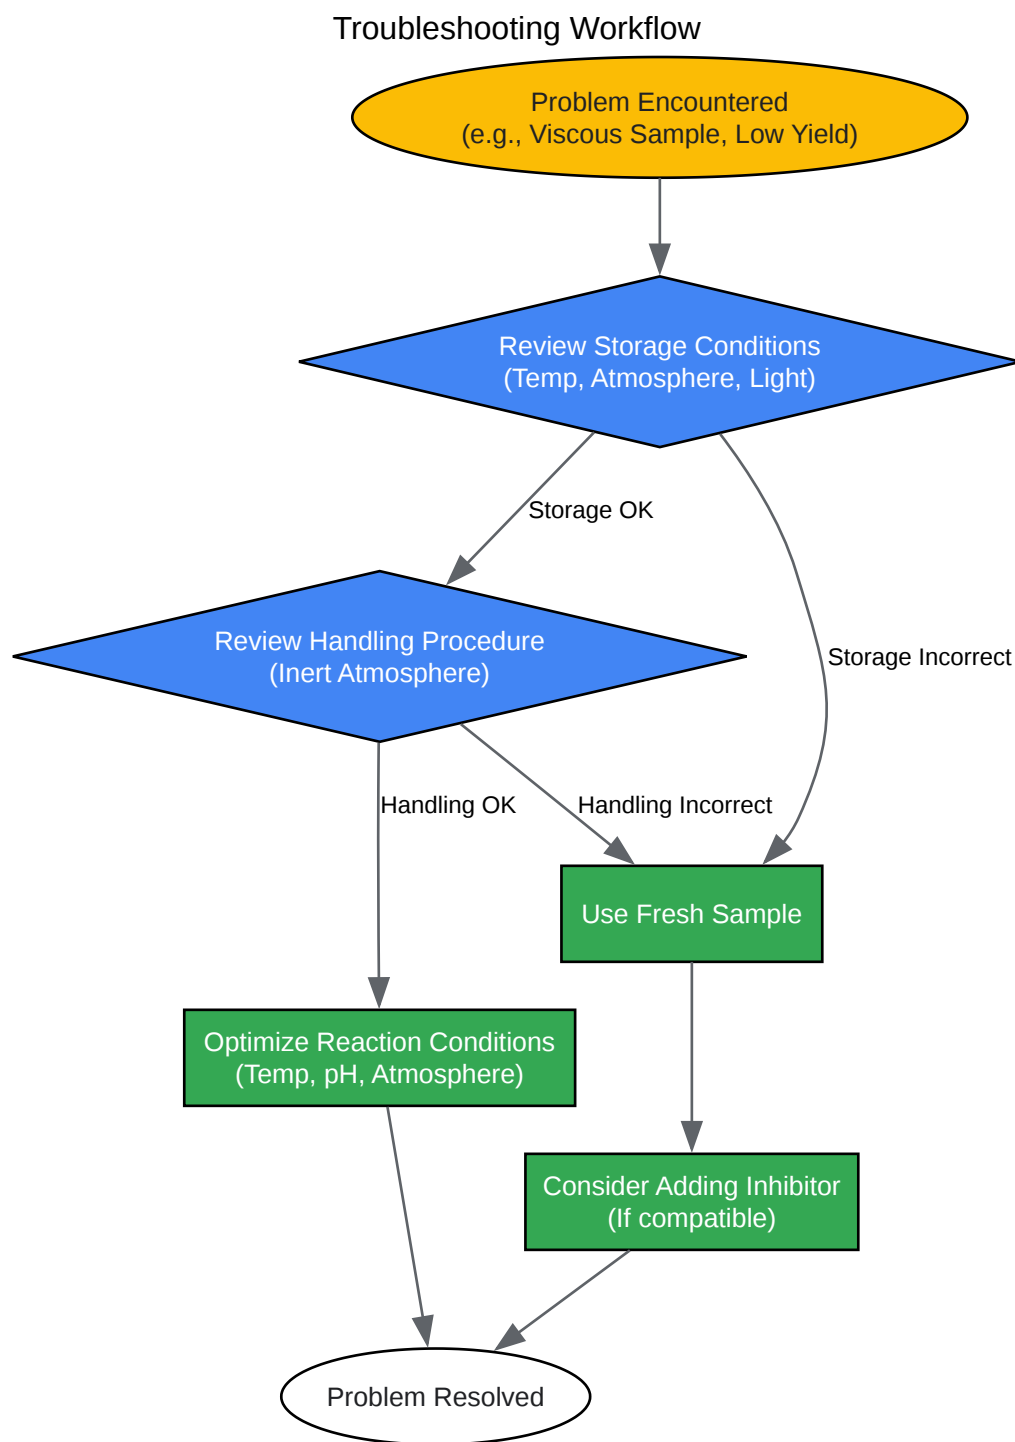 Troubleshooting Workflow
Problem Encountered
(e.g., Viscous Sample, Low Yield)
Review Storage Conditions
(Temp, Atmosphere, Light)
Storage OK
Review Handling Procedure
(Inert Atmosphere)
Storage Incorrect
Handling OK
Handling Incorrect
Use Fresh Sample
Optimize Reaction Conditions
(Temp, pH, Atmosphere)
Consider Adding Inhibitor
(If compatible)
Problem Resolved